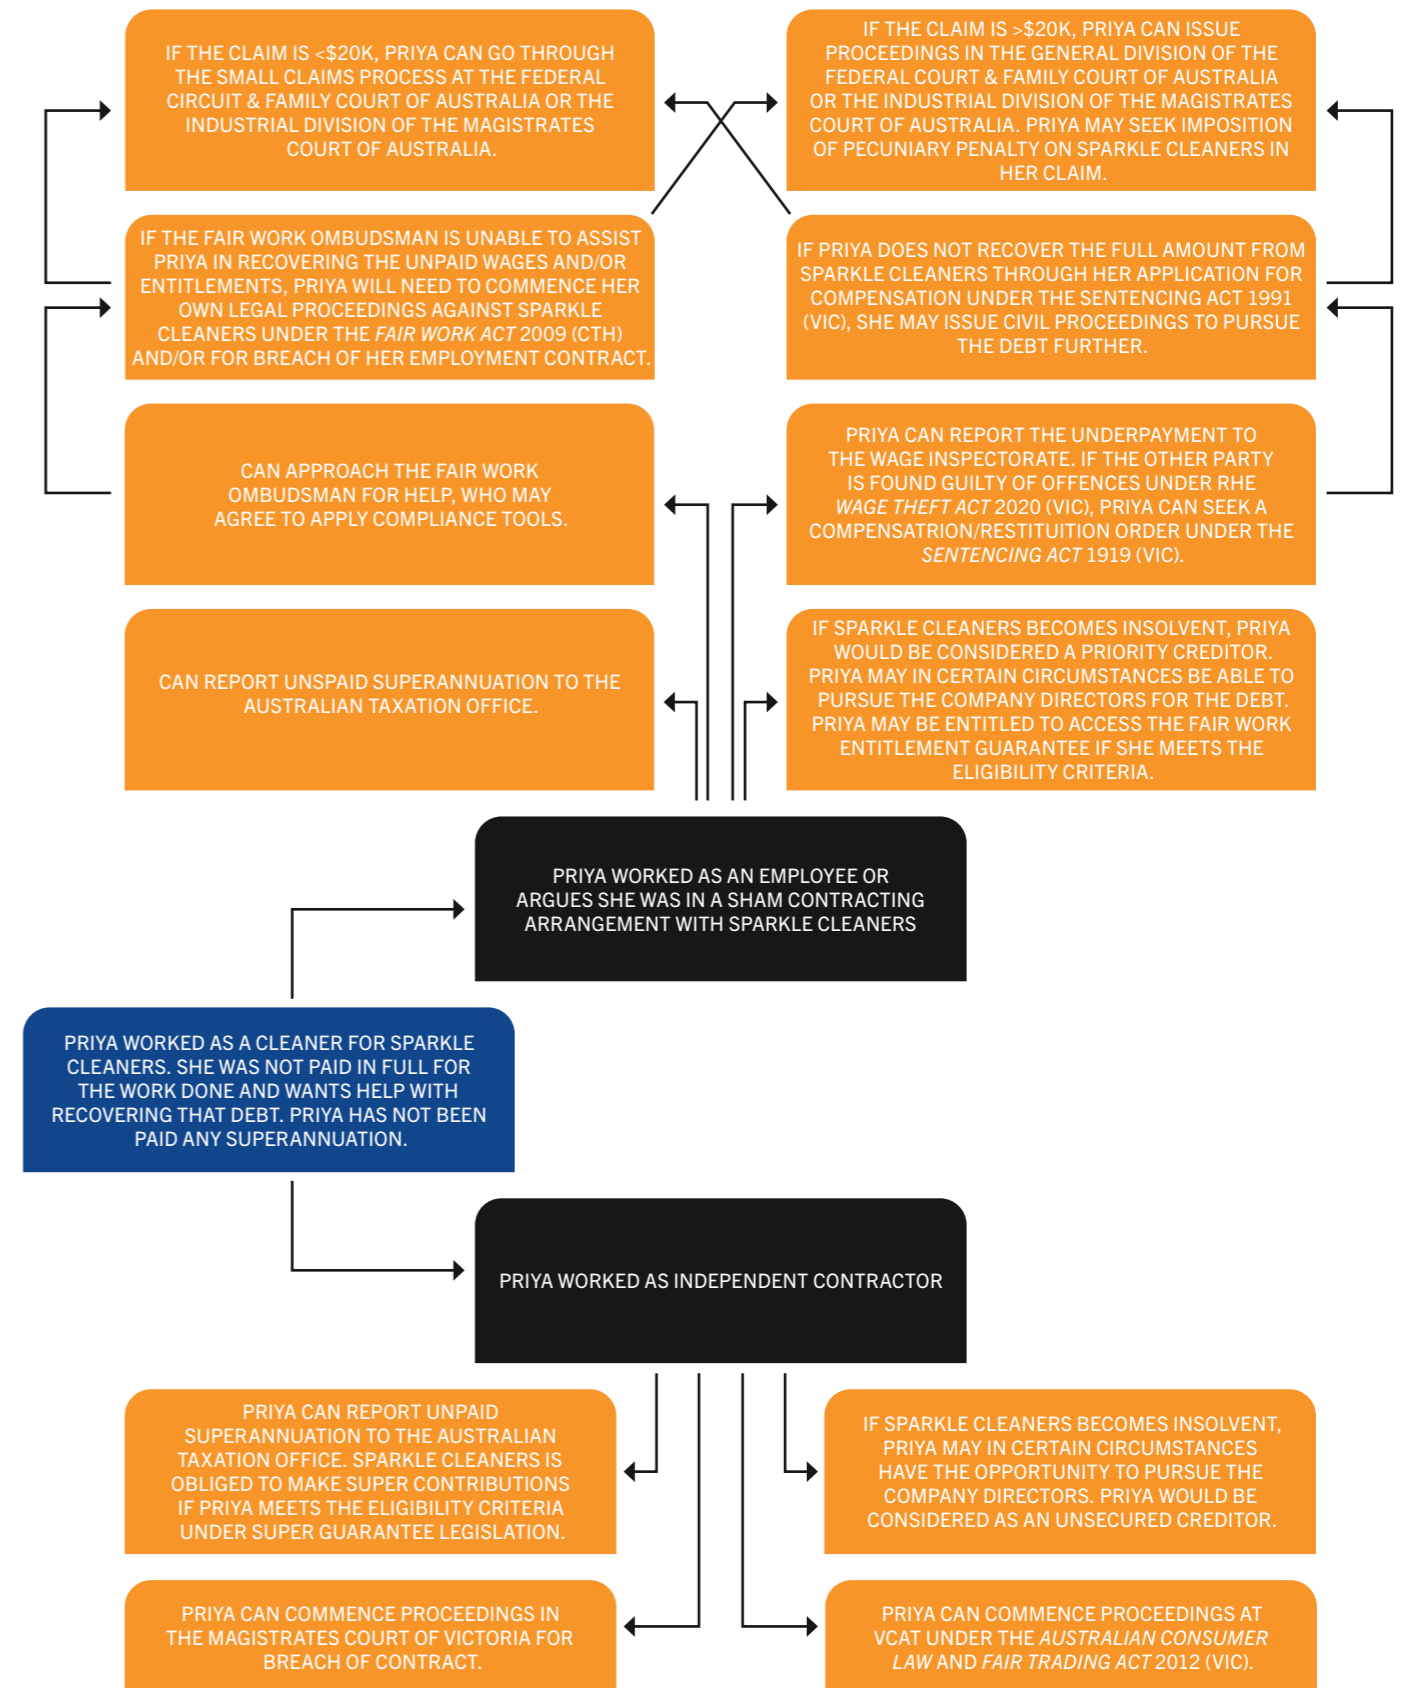 IF THE CLAIM IS <$20K, PRIYA CAN GO THROUGH
THE SMALL CLAIMS PROCESS AT THE FEDERAL
CIRCUIT & FAMILY COURT OF AUSTRALIA OR THE
INDUSTRIAL DIVISION OF THE MAGISTRATES
COURT OF AUSTRALIA.
IF THE CLAIM IS >$20K, PRIYA CAN ISSUE
PROCEEDINGS IN THE GENERAL DIVISION OF THE
FEDERAL COURT & FAMILY COURT OF AUSTRALIA
OR THE INDUSTRIAL DIVISION OF THE MAGISTRATES
COURT OF AUSTRALIA. PRIYA MAY SEEK IMPOSITION
OF PECUNIARY PENALTY ON SPARKLE CLEANERS IN
HER CLAIM.
IF THE FAIR WORK OMBUDSMAN IS UNABLE TO ASSIST
PRIYA IN RECOVERING THE UNPAID WAGES AND/OR
ENTITLEMENTS, PRIYA WILL NEED TO COMMENCE HER
OWN LEGAL PROCEEDINGS AGAINST SPARKLE
CLEANERS UNDER THE FAIR WORK ACT 2009 (CTH)
AND/OR FOR BREACH OF HER EMPLOYMENT CONTRACT.
IF PRIYA DOES NOT RECOVER THE FULL AMOUNT FROM
SPARKLE CLEANERS THROUGH HER APPLICATION FOR
COMPENSATION UNDER THE SENTENCING ACT 1991
(VIC), SHE MAY ISSUE CIVIL PROCEEDINGS TO PURSUE
THE DEBT FURTHER.
CAN APPROACH THE FAIR WORK
OMBUDSMAN FOR HELP, WHO MAY
AGREE TO APPLY COMPLIANCE TOOLS.
PRIYA CAN REPORT THE UNDERPAYMENT TO
THE WAGE INSPECTORATE. IF THE OTHER PARTY
IS FOUND GUILTY OF OFFENCES UNDER RHE
WAGE THEFT ACT 2020 (VIC), PRIYA CAN SEEK A
COMPENSATRION/RESTITUITION ORDER UNDER THE
SENTENCING ACT 1919 (VIC).
CAN REPORT UNSPAID SUPERANNUATION TO THE
AUSTRALIAN TAXATION OFFICE.
IF SPARKLE CLEANERS BECOMES INSOLVENT, PRIYA
WOULD BE CONSIDERED A PRIORITY CREDITOR.
PRIYA MAY IN CERTAIN CIRCUMSTANCES BE ABLE TO
PURSUE THE COMPANY DIRECTORS FOR THE DEBT.
PRIYA MAY BE ENTITLED TO ACCESS THE FAIR WORK
ENTITLEMENT GUARANTEE IF SHE MEETS THE
ELIGIBILITY CRITERIA.
PRIYA WORKED AS AN EMPLOYEE OR
ARGUES SHE WAS IN A SHAM CONTRACTING
ARRANGEMENT WITH SPARKLE CLEANERS
PRIYA WORKED AS A CLEANER FOR SPARKLE
CLEANERS. SHE WAS NOT PAID IN FULL FOR
THE WORK DONE AND WANTS HELP WITH
RECOVERING THAT DEBT. PRIYA HAS NOT BEEN
PAID ANY SUPERANNUATION.
PRIYA WORKED AS INDEPENDENT CONTRACTOR
PRIYA CAN REPORT UNPAID
SUPERANNUATION TO THE AUSTRALIAN
TAXATION OFFICE. SPARKLE CLEANERS IS
OBLIGED TO MAKE SUPER CONTRIBUTIONS
IF PRIYA MEETS THE ELIGIBILITY CRITERIA
UNDER SUPER GUARANTEE LEGISLATION.
IF SPARKLE CLEANERS BECOMES INSOLVENT,
PRIYA MAY IN CERTAIN CIRCUMSTANCES
HAVE THE OPPORTUNITY TO PURSUE THE
COMPANY DIRECTORS. PRIYA WOULD BE
CONSIDERED AS AN UNSECURED CREDITOR.
PRIYA CAN COMMENCE PROCEEDINGS IN
THE MAGISTRATES COURT OF VICTORIA FOR
BREACH OF CONTRACT.
PRIYA CAN COMMENCE PROCEEDINGS AT
VCAT UNDER THE AUSTRALIAN CONSUMER
LAW AND FAIR TRADING ACT 2012 (VIC).